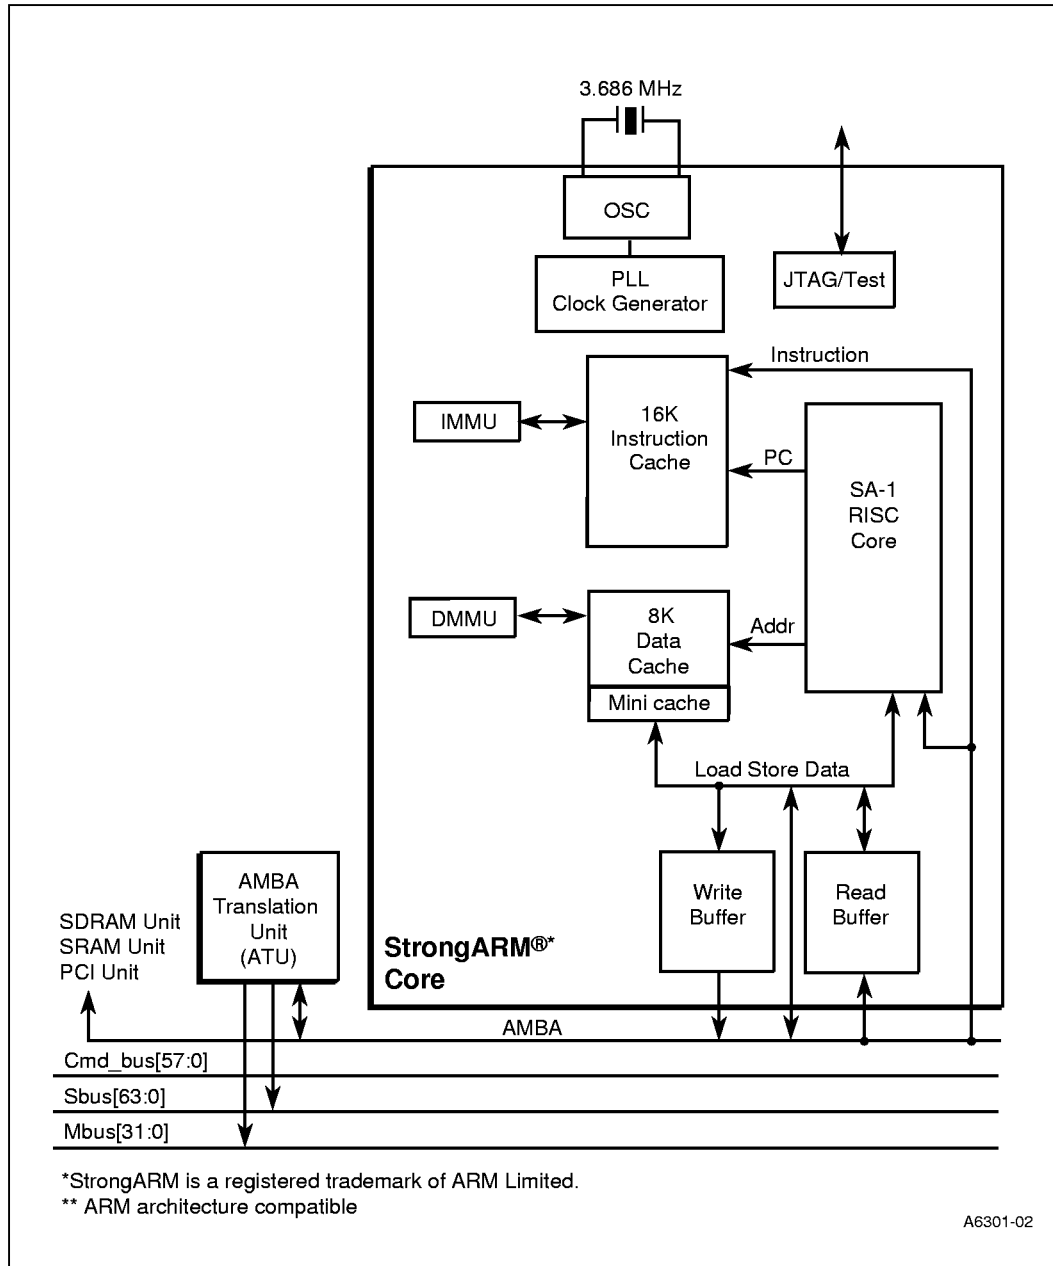 3.686 MHz
OSC
PLL
Clock Generator
JTAG/Test
Instruction
IMMU
16K
Instruction
Cache
PC
SA-1
RISC
Core
DMMU
8K
Data
Cache
Addr
Mini cache
Load Store Data
AMBA
Translation
Unit
(ATU)
Write
Buffer
Read
Buffer
SDRAM Unit
SRAM Unit
PCI Unit
StrongARM®*
Core
AMBA
Cmd_bus[57:0]
Sbus[63:0]
Mbus[31:0]
*StrongARM is a registered trademark of ARM Limited.
** ARM architecture compatible
A6301-02